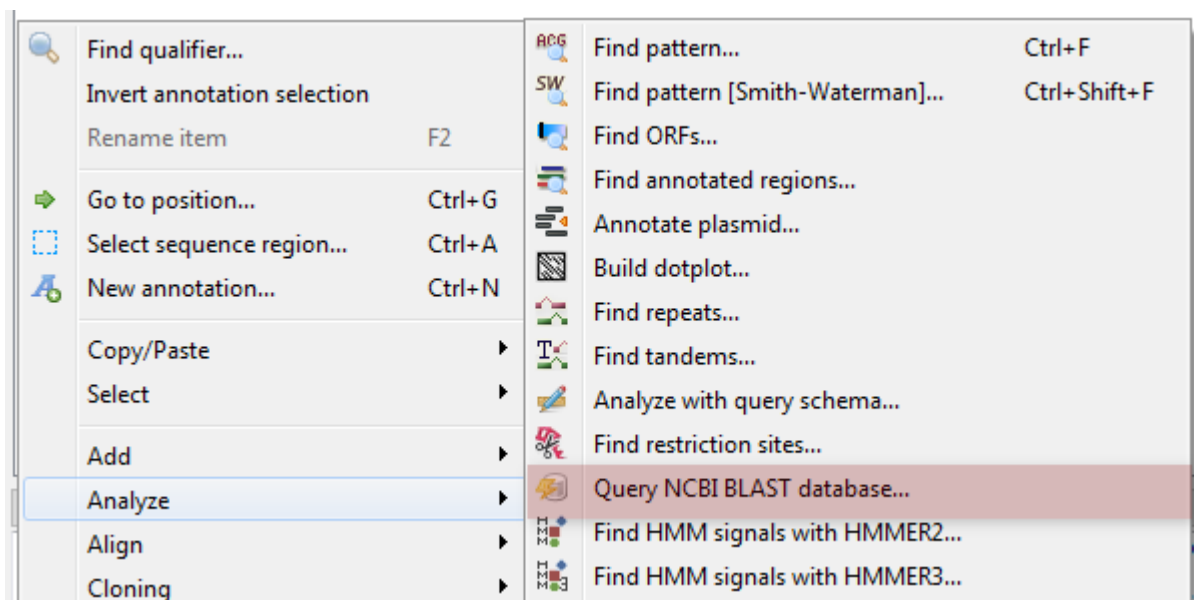 Find qualifier...
Invert annotation selection
Rename item F2
Go to position... Ctrl+G
Select sequence region... Ctrl+A
New annotation... Ctrl+N
Copy/Paste
Select
Add
Analyze
Align
Cloning
ACG Find pattern... Ctrl+F
SW Find pattern [Smith-Waterman]... Ctrl+Shift+F
Find ORFs...
Find annotated regions...
Annotate plasmid...
Build dotplot...
Find repeats...
T Find tandems...
Analyze with query schema...
Find restriction sites...
Query NCBI BLAST database...
Find HMM signals with HMMER2...
Find HMM signals with HMMER3...